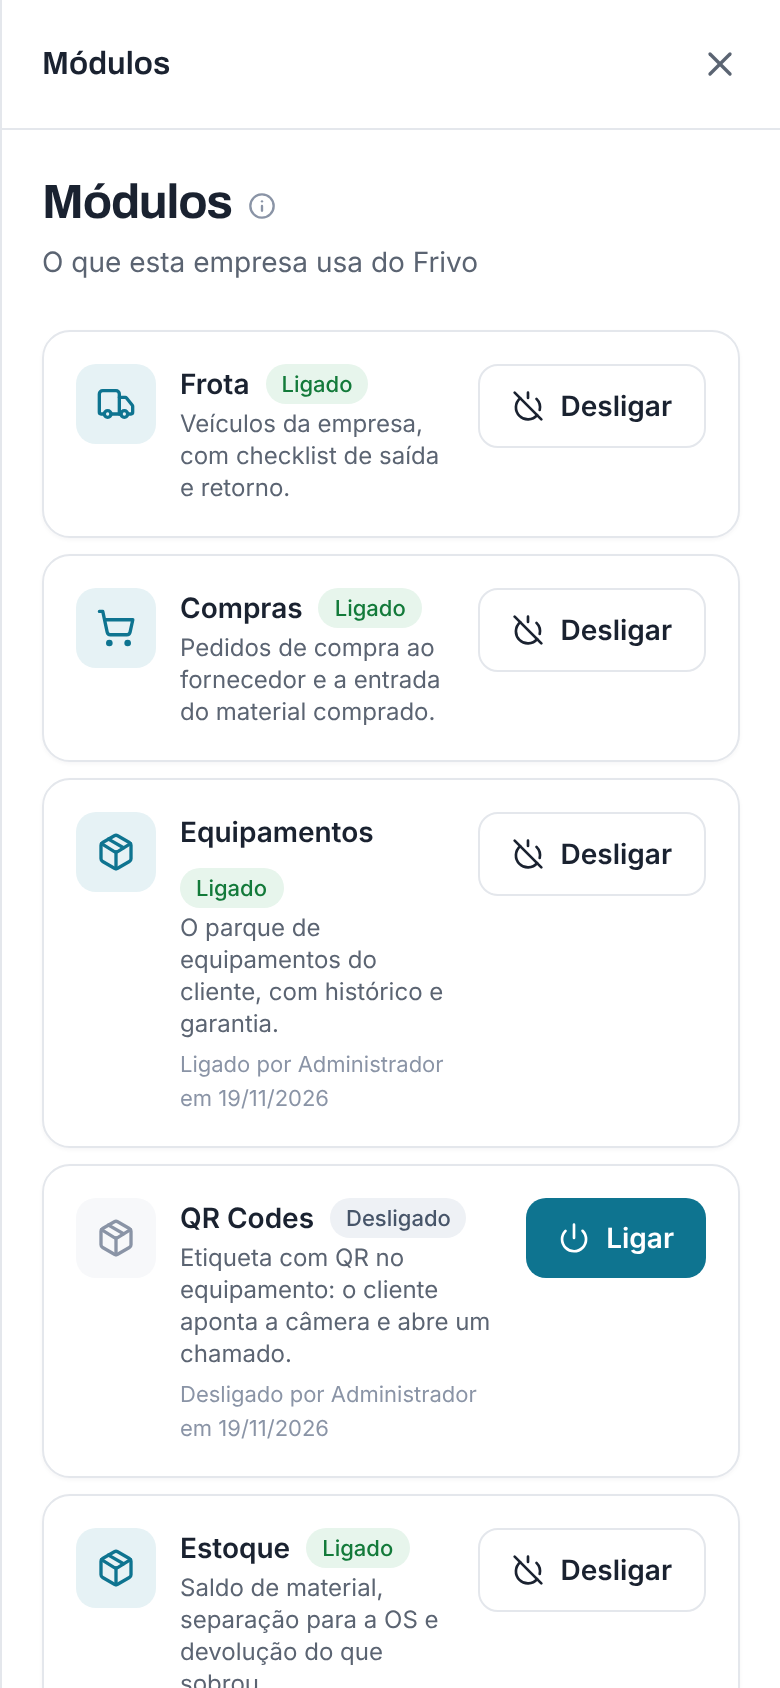 Módulos
Módulos
O que esta empresa usa do Frivo
Frota Ligado
Desligar
Veículos da empresa,
com checklist de saída
e retorno.
Compras Ligado
Desligar
Pedidos de compra ao
fornecedor e a entrada
do material comprado.
Equipamentos
Desligar
Ligado
O parque de
equipamentos do
cliente, com histórico e
garantia.
Ligado por Administrador
em 19/11/2026
QR Codes Desligado
Ligar
Etiqueta com QR no
equipamento: o cliente
aponta a câmera e abre um
chamado.
Desligado por Administrador
em 19/11/2026
Estoque Ligado
Desligar
Saldo de material,
separação para a OS e
devolução do que
sobrou